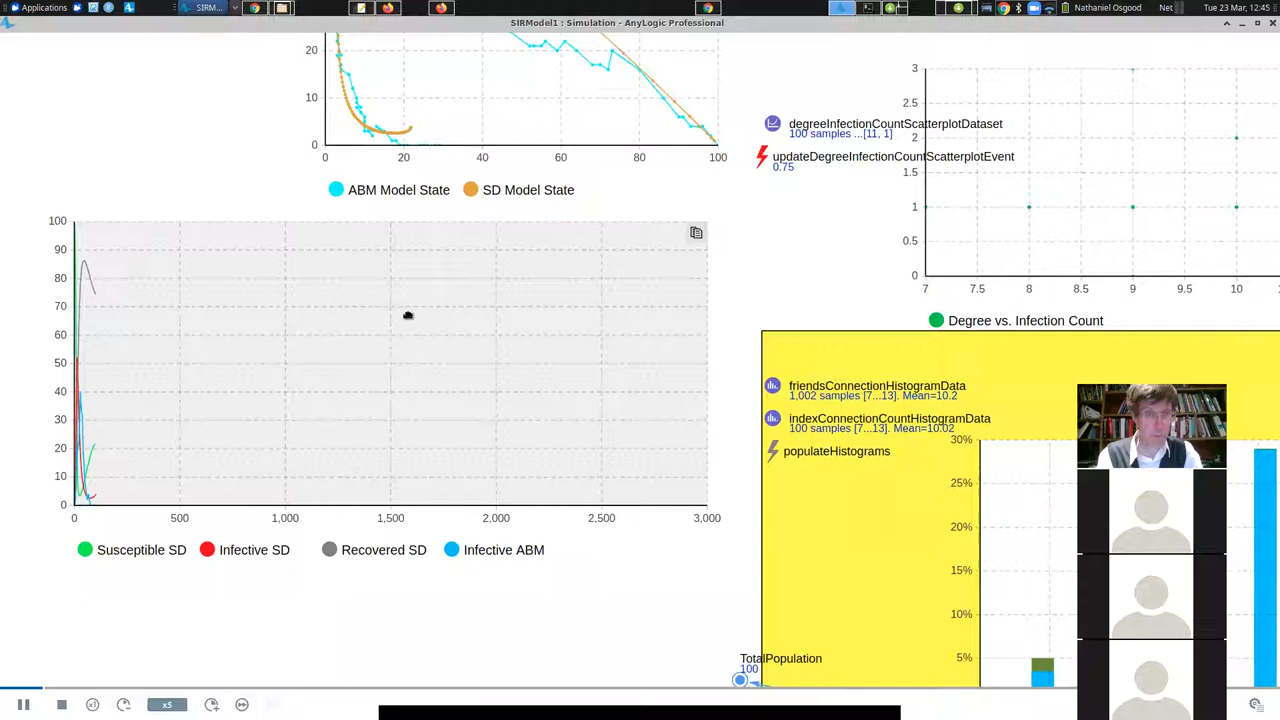 Applications
SIRM...
Nathaniel Osgood
Net
Tue 23 Mar, 12:45
SIRModel1 : Simulation - AnyLogic Professional
20
10
0
0
20
40
60
80
100
ABM Model State
SD Model State
3
2.5
2
1.5
1
0.5
0
7
7.5
8
8.5
9
9.5
10
degreeInfectionCountScatterplotDataset
100 samples ...[11, 1]
updateDegreeInfectionCountScatterplotEvent
0.75
Degree vs. Infection Count
100
90
80
70
60
50
40
30
20
10
0
0
500
1,000
1,500
2,000
2,500
3,000
Susceptible SD
Infective SD
Recovered SD
Infective ABM
friendsConnectionHistogramData
1,002 samples [7...13]. Mean=10.2
indexConnectionCountHistogramData
100 samples [7...13]. Mean=10.02
populateHistograms
30%
25%
20%
15%
10%
5%
TotalPopulation
100
x1
x5